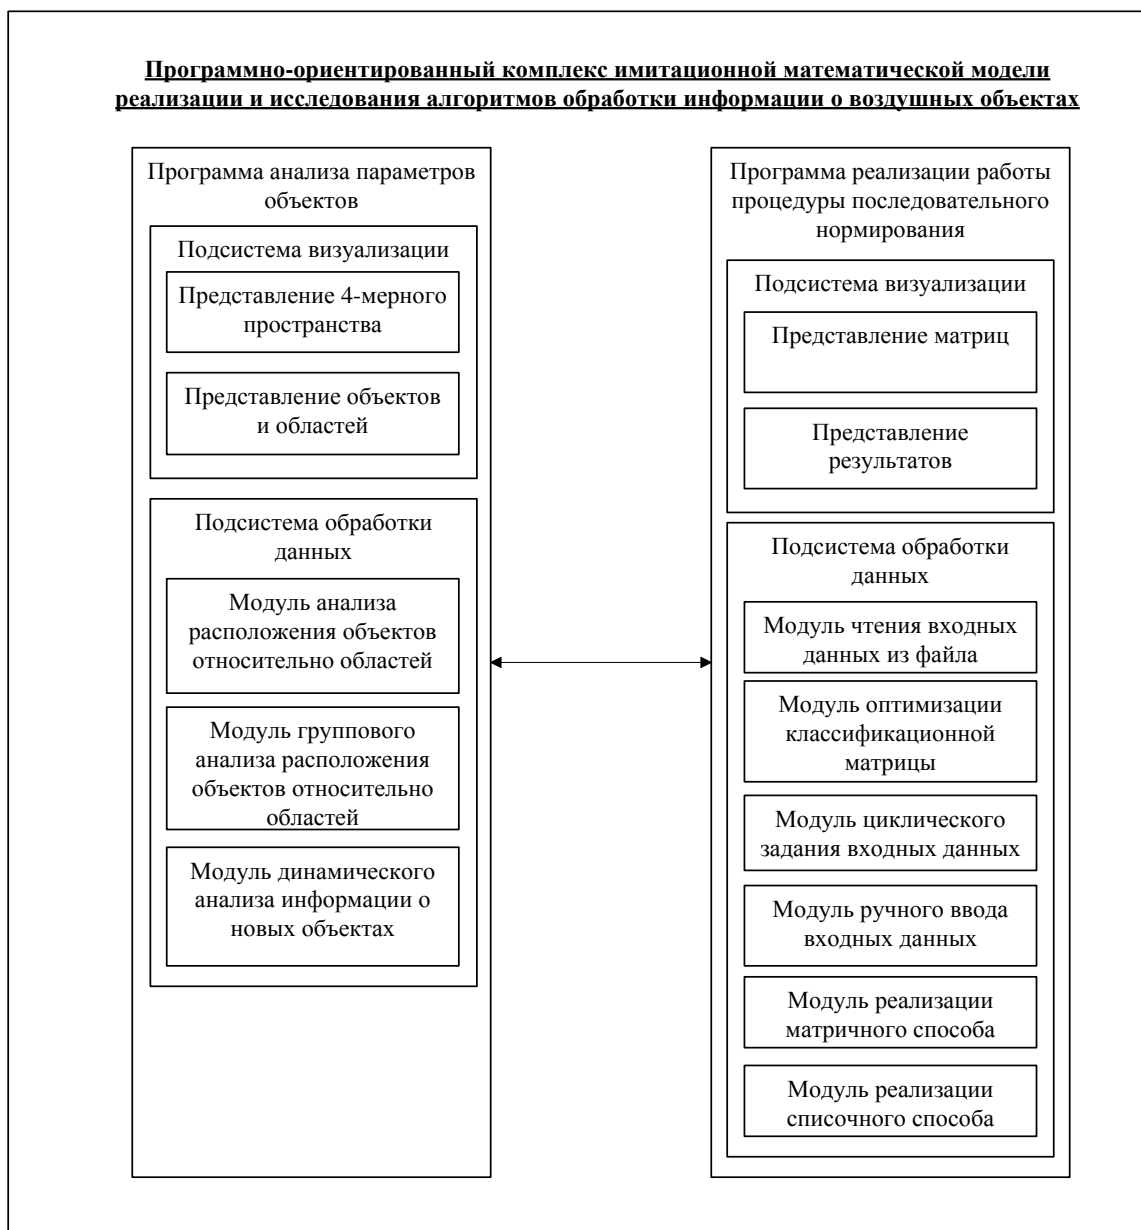 Программно-ориентированный комплекс имитационной математической модели
реализации и исследования алгоритмов обработки информации о воздушных объектах
Программа анализа параметров
объектов
Подсистема визуализации
Представление 4-мерного
пространства
Представление объектов
и областей
Подсистема обработки
данных
Модуль анализа
расположения объектов
относительно областей
Модуль группового
анализа расположения
объектов относительно
областей
Модуль динамического
анализа информации о
новых объектах
Программа реализации работы
процедуры последовательного
нормирования
Подсистема визуализации
Представление матриц
Представление
результатов
Подсистема обработки
данных
Модуль чтения входных
данных из файла
Модуль оптимизации
классификационной
матрицы
Модуль циклического
задания входных данных
Модуль ручного ввода
входных данных
Модуль реализации
матричного способа
Модуль реализации
списочного способа